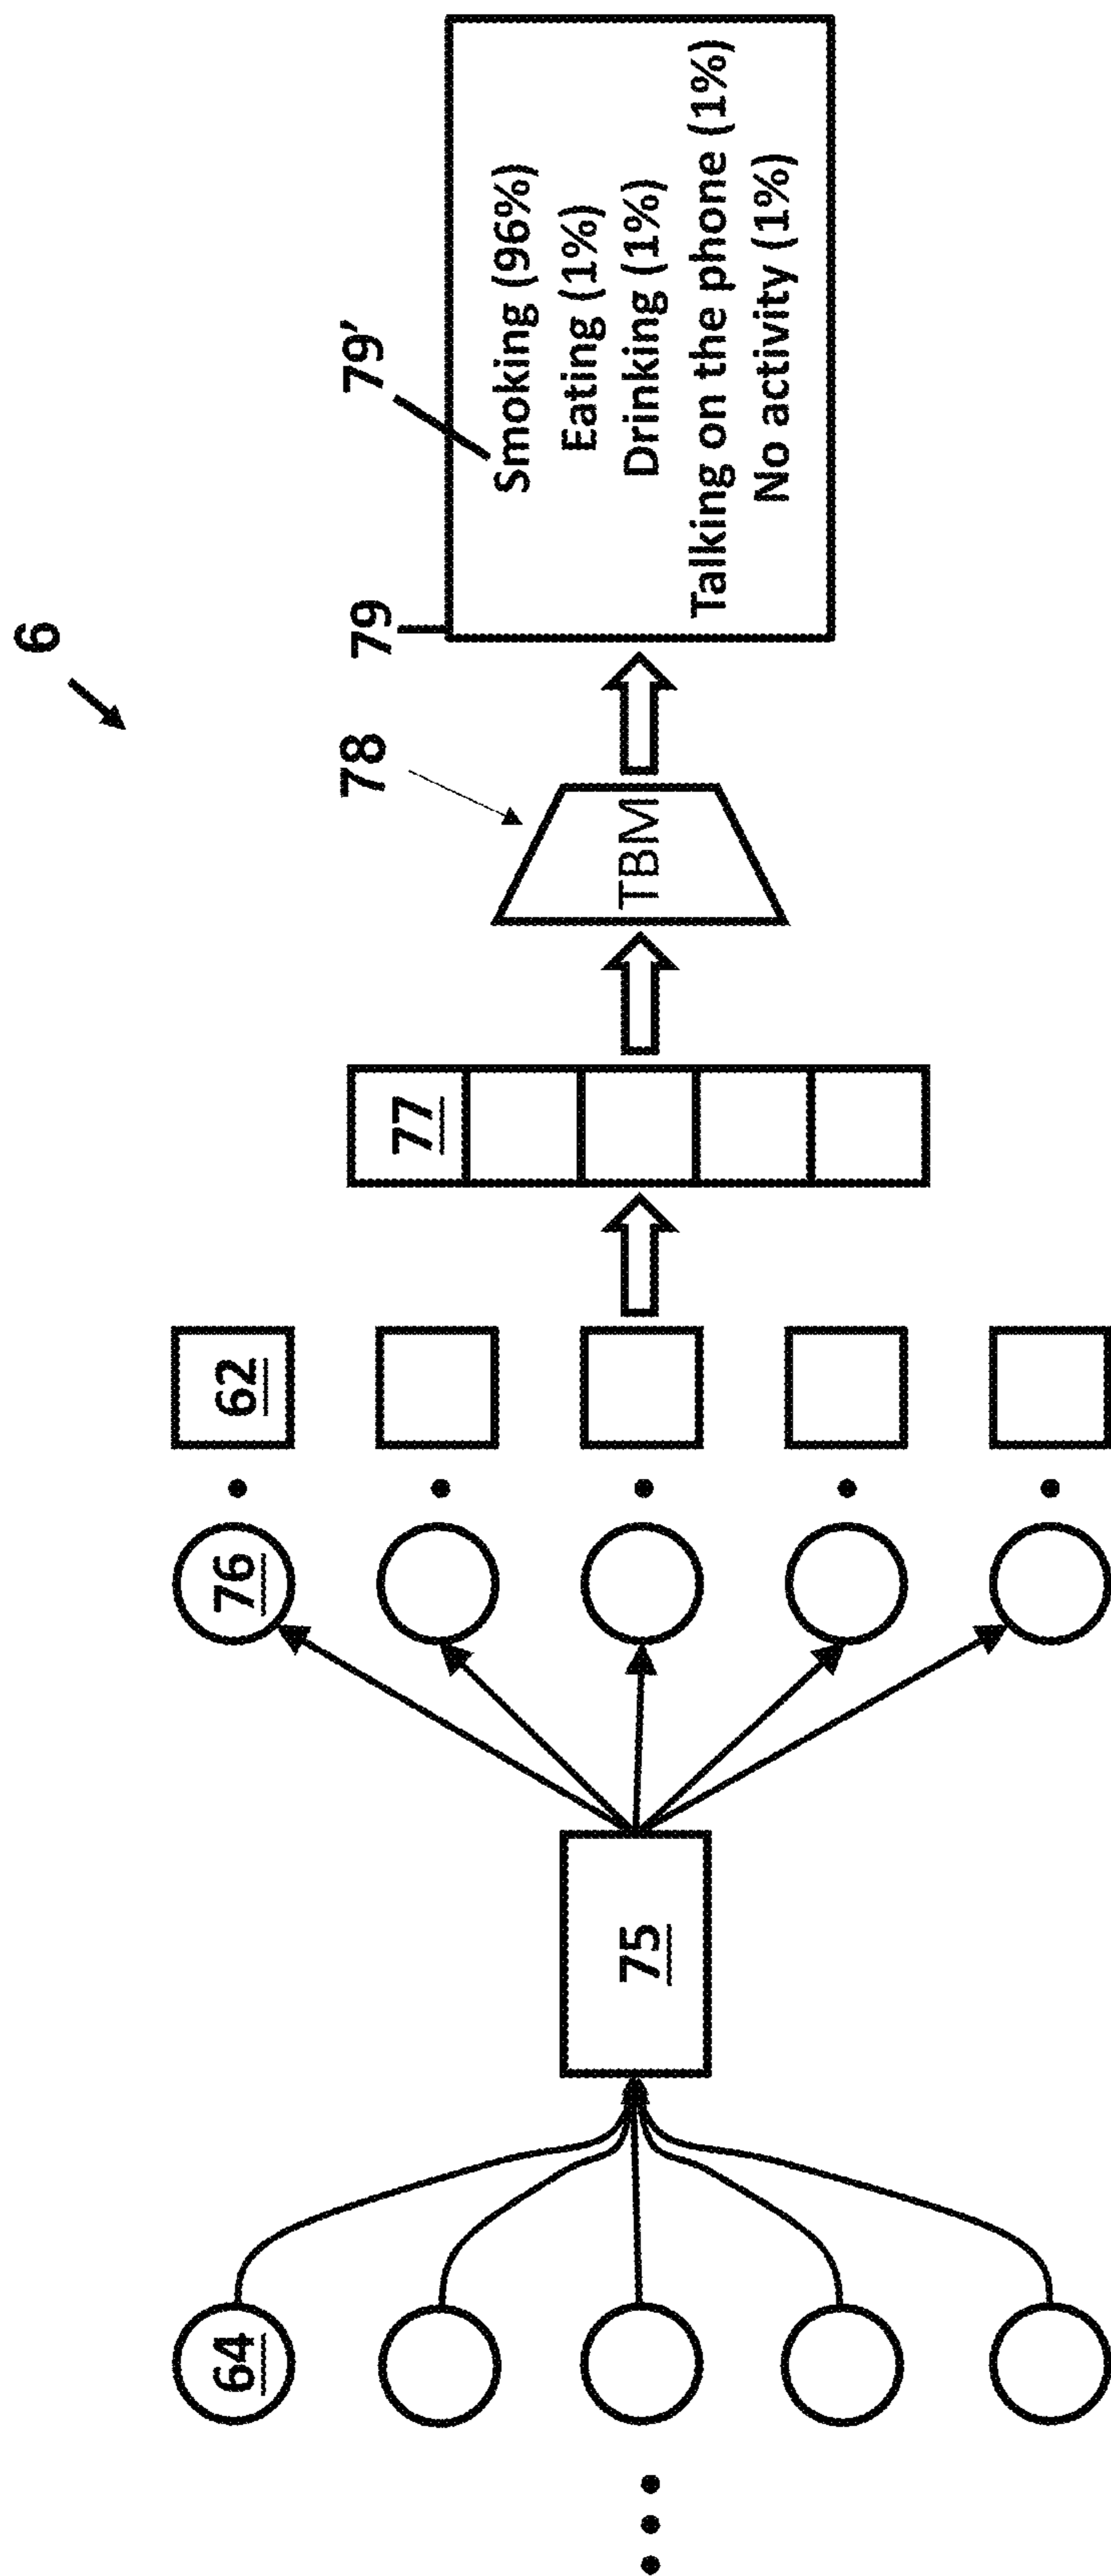 6
64
75
76
62
77
78
TBM
79
79’
Smoking (96%)
Eating (1%)
Drinking (1%)
Talking on the phone (1%)
No activity (1%)